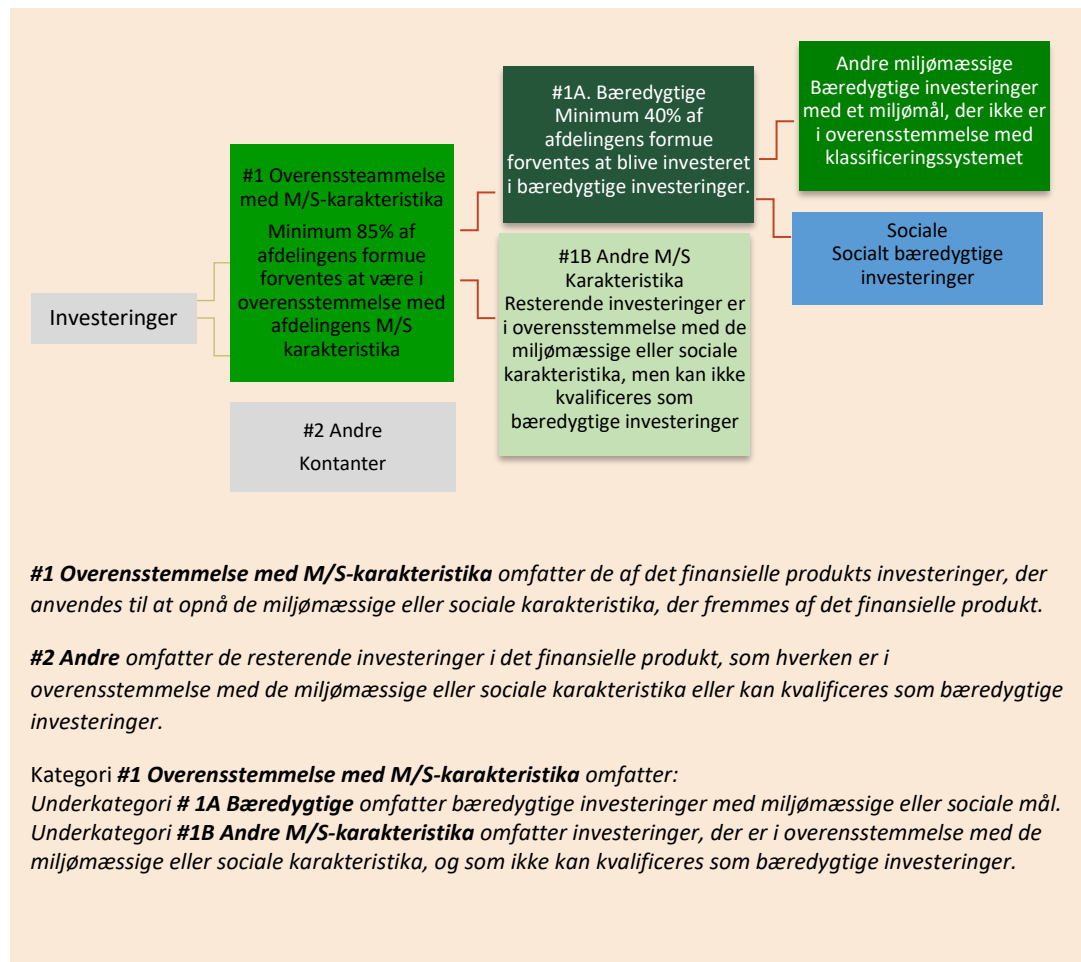 Investeringer
#1 Overenssteammelse
med M/S-karakteristika
Minimum 85% af
afdelingens formue
forventes at være i
overensstemmelse med
afdelingens M/S
karakteristika
#2 Andre
Kontanter
#1A. Bæredygtige
Minimum 40% af
afdelingens formue
forventes at blive investeret
i bæredygtige investeringer.
#1B Andre M/S
Karakteristika
Resterende investeringer er
i overensstemmelse med de
miljømæssige eller sociale
karakteristika, men kan ikke
kvalificeres som
bæredygtige investeringer
Andre miljømæssige
Bæredygtige investeringer
med et miljømål, der ikke er
i overensstemmelse med
klassificeringssystemet
Sociale
Socialt bæredygtige
investeringer
#1 Overensstemmelse med M/S-karakteristika omfatter de af det finansielle produkts investeringer, der
anvendes til at opnå de miljømæssige eller sociale karakteristika, der fremmes af det finansielle produkt.
#2 Andre omfatter de resterende investeringer i det finansielle produkt, som hverken er i
overensstemmelse med de miljømæssige eller sociale karakteristika eller kan kvalificeres som bæredygtige
investeringer.
Kategori #1 Overensstemmelse med M/S-karakteristika omfatter:
Underkategori # 1A Bæredygtige omfatter bæredygtige investeringer med miljømæssige eller sociale mål.
Underkategori #1B Andre M/S-karakteristika omfatter investeringer, der er i overensstemmelse med de
miljømæssige eller sociale karakteristika, og som ikke kan kvalificeres som bæredygtige investeringer.